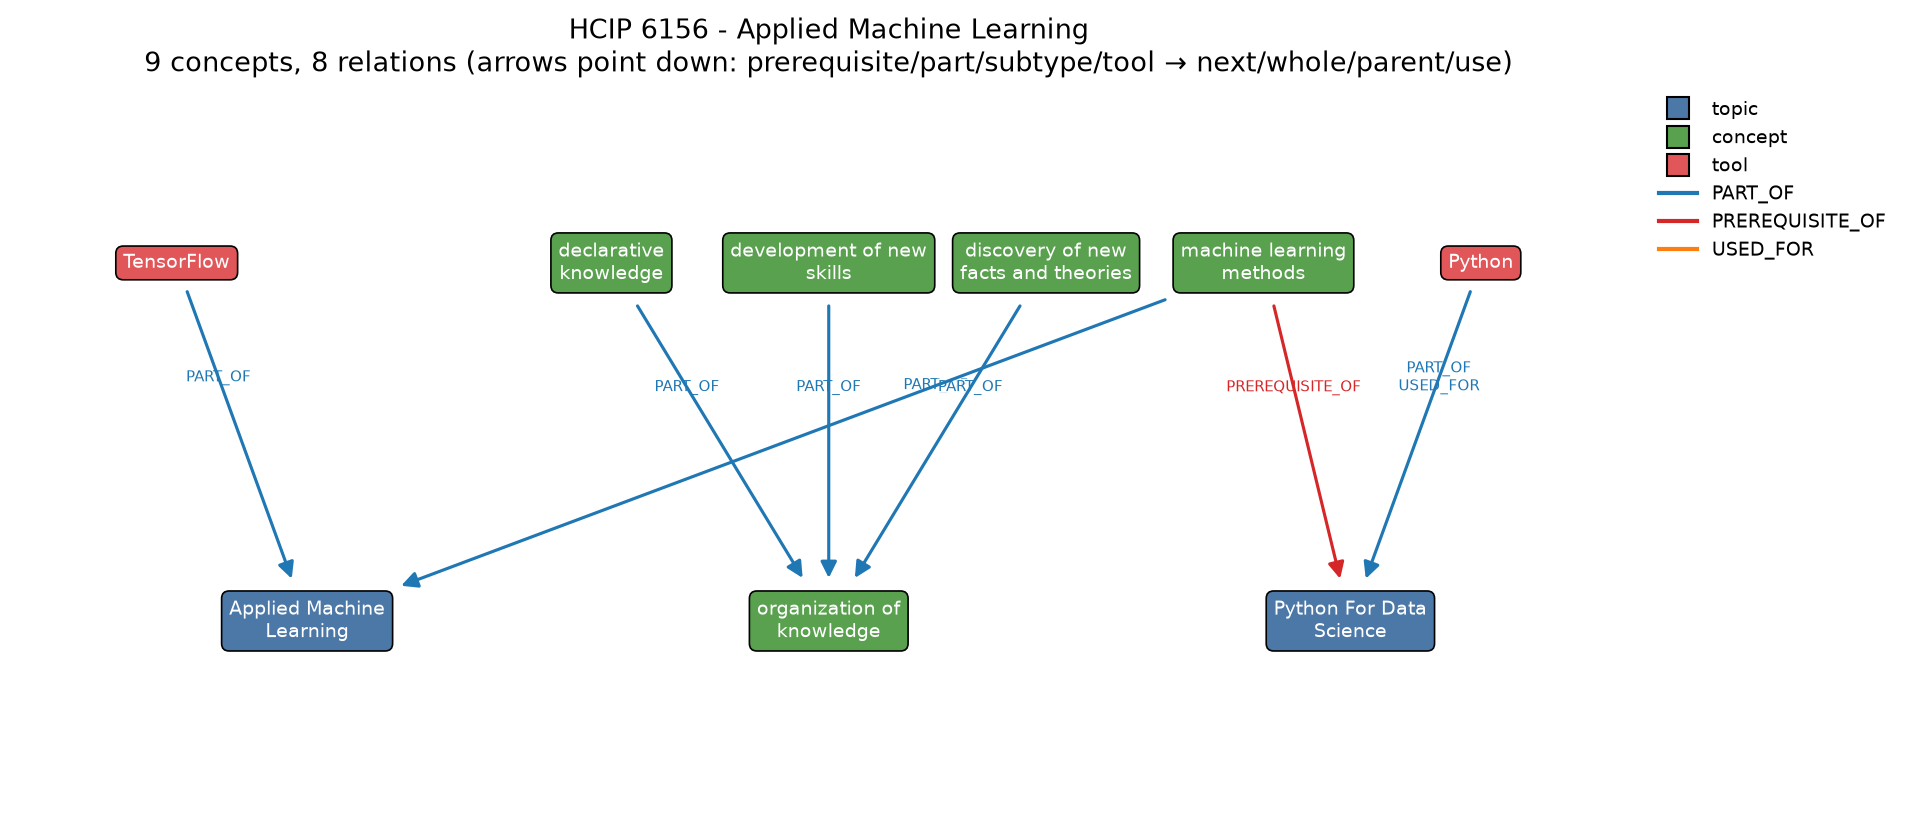 HCIP 6156 - Applied Machine Learning
9 concepts, 8 relations (arrows point down: prerequisite/part/subtype/tool → next/whole/parent/use)
topic
concept
tool
PART_OF
PREREQUISITE_OF
USED_FOR
TensorFlow
declarative
knowledge
development of new
skills
discovery of new
facts and theories
machine learning
methods
Python
PART_OF
PART_OF
PART_OF
PART_OF
PART_OF
PREREQUISITE_OF
PART_OF
USED_FOR
Applied Machine
Learning
organization of
knowledge
Python For Data
Science